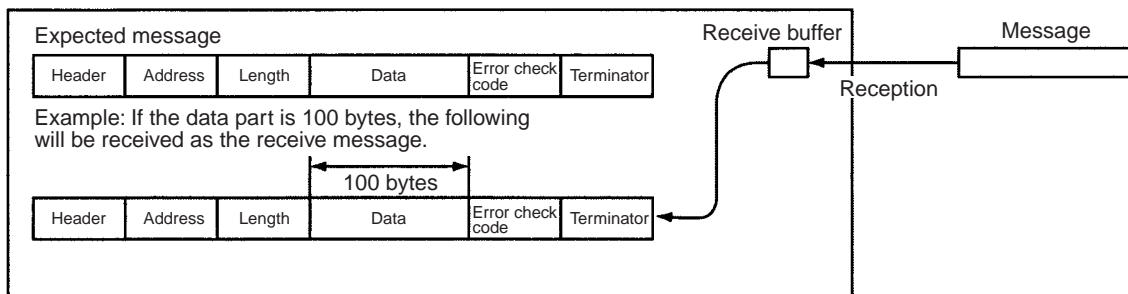 Expected message
Receive buffer
Message
Header Address Length Data Error check code Terminator
Reception
Example: If the data part is 100 bytes, the following
will be received as the receive message.
100 bytes
Header Address Length Data Error check code Terminator